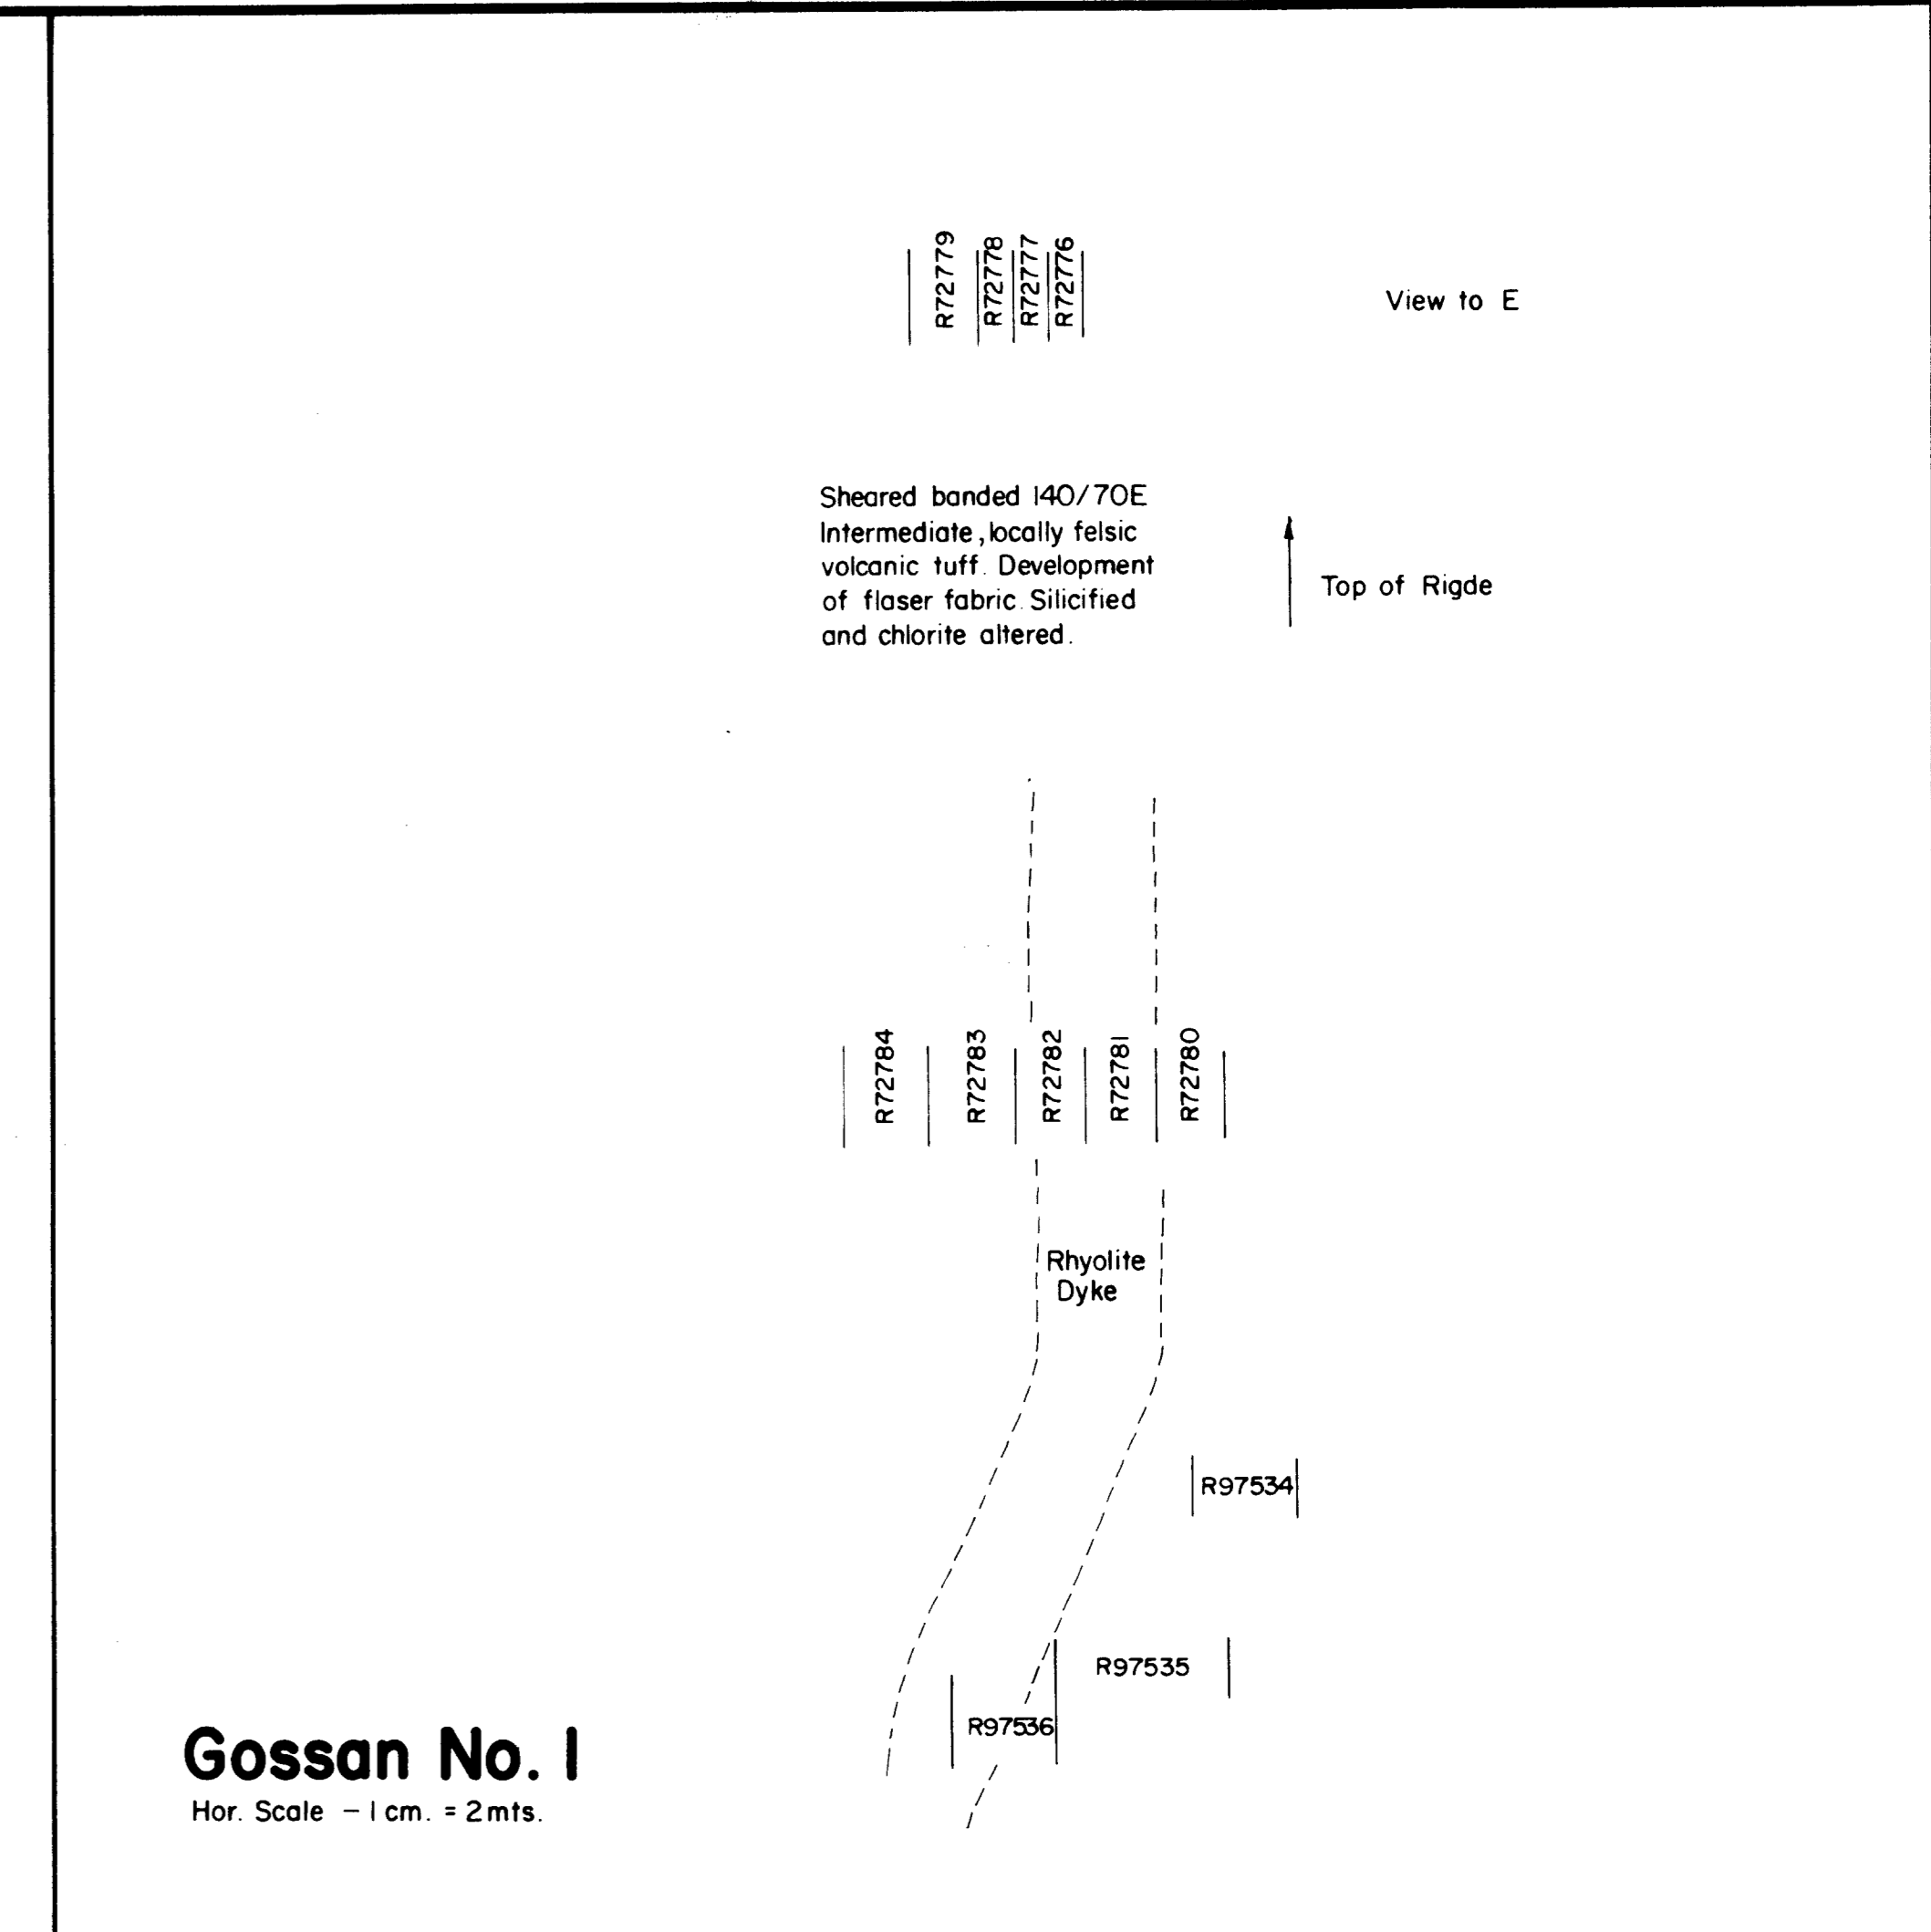 R72779
R72778
R72777
R72776
View to E
Sheared banded 140/70E
Intermediate, locally felsic
volcanic tuff. Development
of flaser fabric. Silicified
and chlorite altered.
Top of Rigde
R72784
R72783
R72782
R72781
R72780
Rhyolite
Dyke
R97534
R97535
R97536
Gossan No. 1
Hor. Scale - 1 cm. = 2 mts.